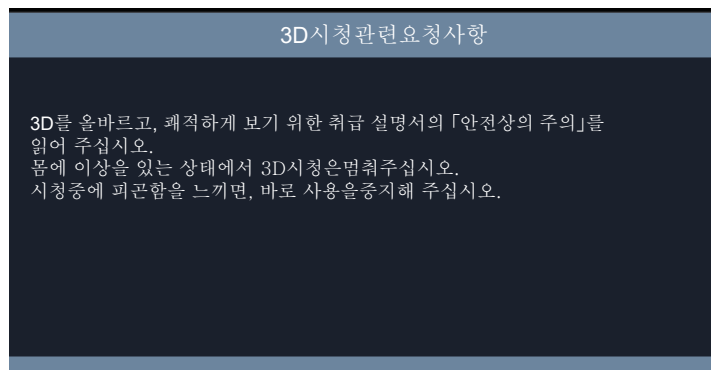 3D시청관련요청사항
3D를 올바르고, 쾌적하게 보기 위한 취급 설명서의 ｢안전상의 주의｣를
읽어 주십시오.
몸에 이상을 있는 상태에서 3D시청은멈춰주십시오.
시청중에 피곤함을 느끼면, 바로 사용을중지해 주십시오.